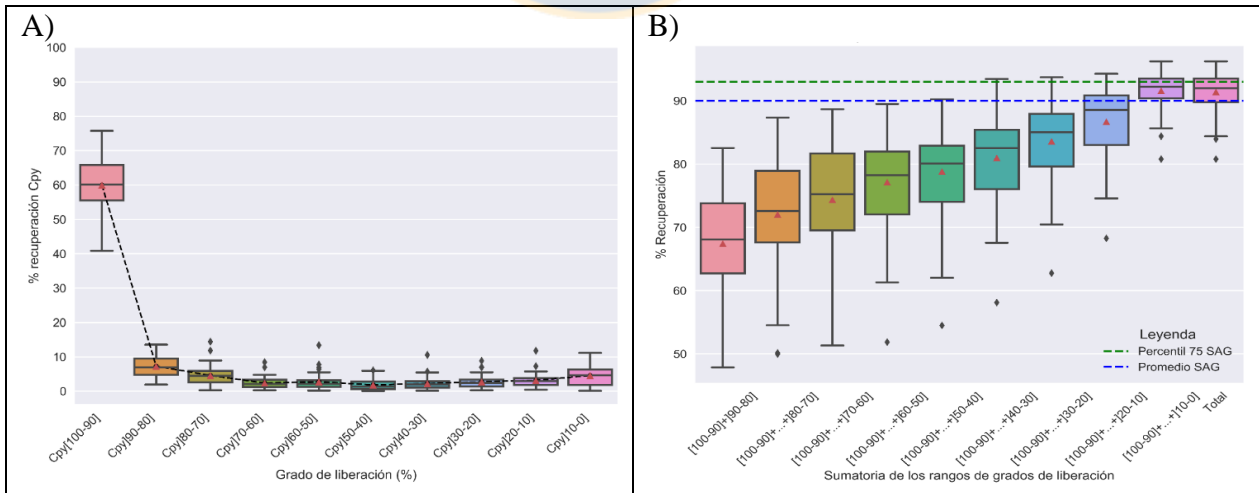 A)
% recuperación Cpy
100
90
80
70
60
50
40
30
20
10
0
Cpy[100-90]
Cpy]90-80]
Cpy]80-70]
Cpy]70-60]
Cpy]60-50]
Cpy]50-40]
Cpy]40-30]
Cpy]30-20]
Cpy]20-10]
Cpy]10-0]
Grado de liberación (%)
B)
% Recuperación
90
80
70
60
50
Leyenda
Percentil 75 SAG
Promedio SAG
[100-90]+]90-80]
[100-90]+...+]80-70]
[100-90]+...+]70-60]
[100-90]+...+]60-50]
[100-90]+...+]50-40]
[100-90]+...+]40-30]
[100-90]+...+]30-20]
[100-90]+...+]20-10]
[100-90]+...+]10-0]
Total
Sumatoria de los rangos de grados de liberación